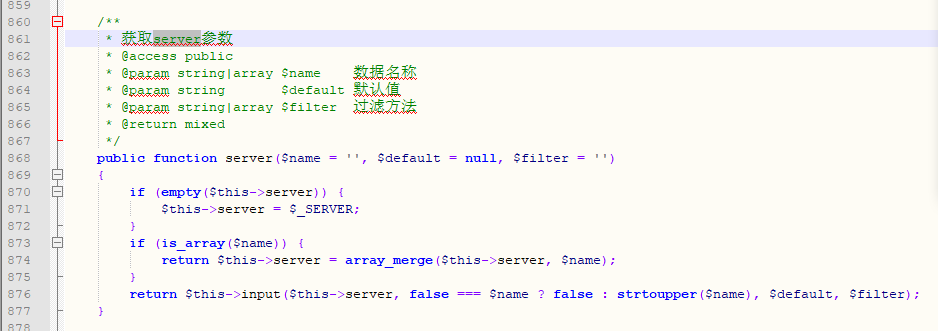 859
860 /**
861 * 获取server参数
862 * @access public
863 * @param string|array $name 数据名称
864 * @param string $default 默认值
865 * @param string|array $filter 过滤方法
866 * @return mixed
867 */
868 public function server($name = '', $default = null, $filter = '')
869 {
870 if (empty($this->server)) {
871 $this->server = $_SERVER;
872 }
873 if (is_array($name)) {
874 return $this->server = array_merge($this->server, $name);
875 }
876 return $this->input($this->server, false === $name ? false : strtoupper($name), $default, $filter);
877 }
878